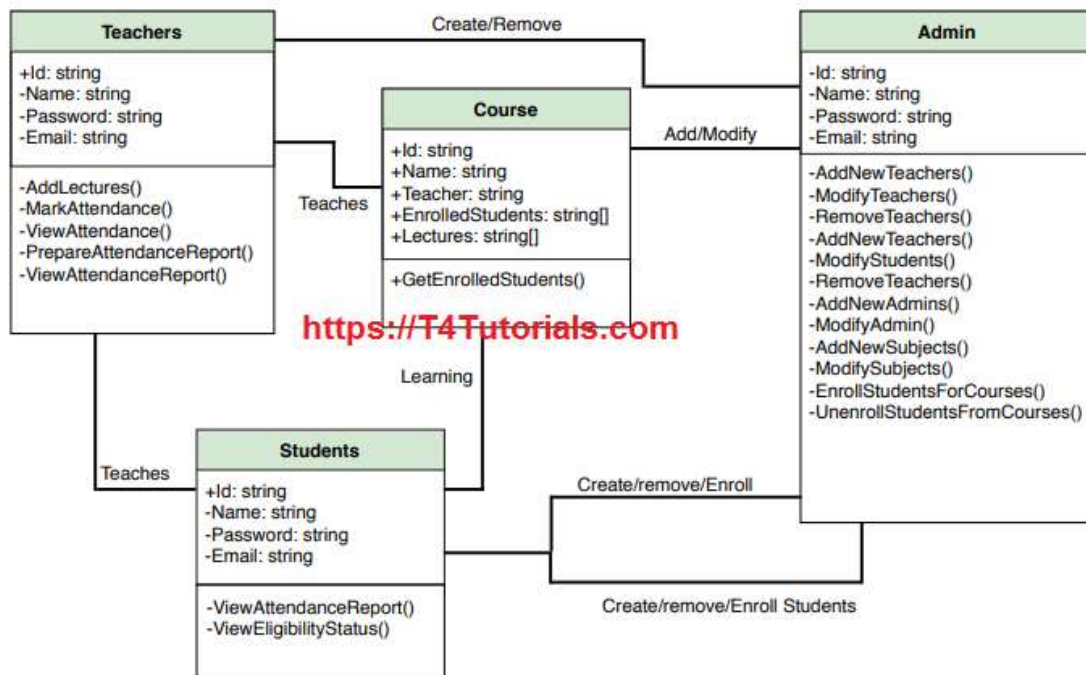 Teachers
+Id: string
-Name: string
-Password: string
-Email: string
-AddLectures()
-MarkAttendance()
-ViewAttendance()
-PrepareAttendanceReport()
-ViewAttendanceReport()
Create/Remove
Admin
-Id: string
-Name: string
-Password: string
-Email: string
-AddNewTeachers()
-ModifyTeachers()
-RemoveTeachers()
-AddNewTeachers()
-ModifyStudents()
-RemoveTeachers()
-AddNewAdmins()
-ModifyAdmin()
-AddNewSubjects()
-ModifySubjects()
-EnrollStudentsForCourses()
-UnenrollStudentsFromCourses()
Course
+Id: string
+Name: string
+Teacher: string
+EnrolledStudents: string[]
+Lectures: string[]
+GetEnrolledStudents()
Add/Modify
Teaches
https://T4Tutorials.com
Learning
Teaches
Students
+Id: string
-Name: string
-Password: string
-Email: string
-ViewAttendanceReport()
-ViewEligibilityStatus()
Create/remove/Enroll
Create/remove/Enroll Students